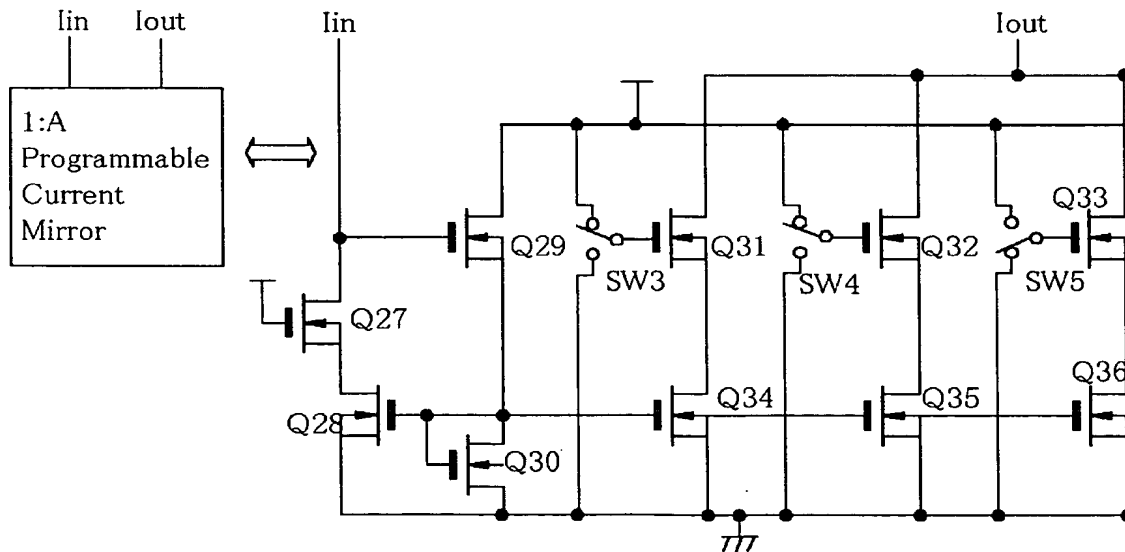 Iin
Iout
Iin
Iout
1:A
Programmable
Current
Mirror
Q33
Q29
Q31
Q32
SW3
SW4
SW5
Q27
Q36
Q28
Q34
Q35
Q30